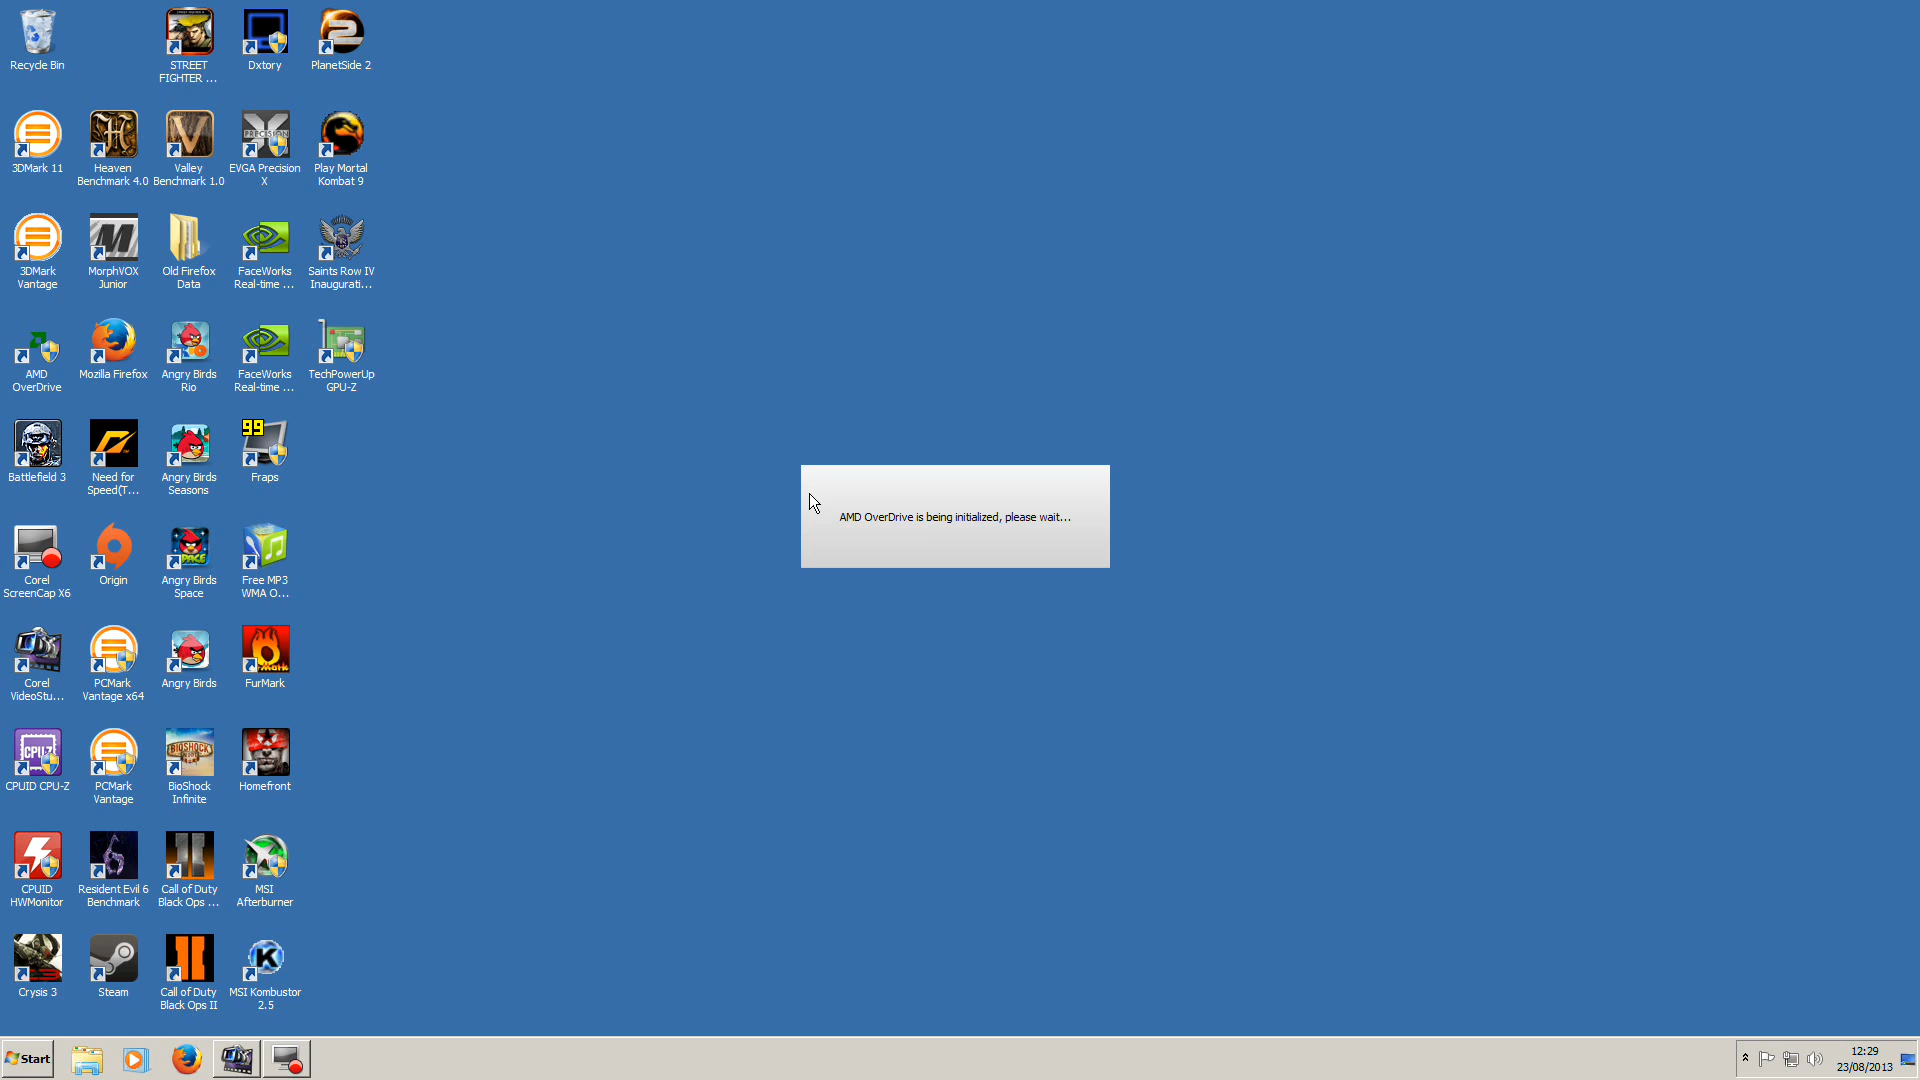 Recycle Bin
STREET
FIGHTER ...
Dxtory
PlanetSide 2
3DMark 11
Heaven
Benchmark 4.0
Valley
Benchmark 1.0
PRECISION
EVGA Precision
X
Play Mortal
Kombat 9
3DMark
Vantage
MorphVOX
Junior
Old Firefox
Data
FaceWorks
Real-time ...
FaceWorks
Real-time ...
Saints Row IV
Inaugurati...
AMD
OverDrive
Mozilla Firefox
Angry Birds
Rio
TechPowerUp
GPU-Z
Battlefield 3
Need for
Speed(T...
Angry Birds
Seasons
99
Fraps
AMD OverDrive is being initialized, please wait...
Corel
ScreenCap X6
Origin
SPACE
Angry Birds
Space
Free MP3
WMA O...
Corel
VideoStu...
PCMark
Vantage x64
Angry Birds
FurMark
CPU-Z
CPUID CPU-Z
PCMark
Vantage
BIOSHOCK
BioShock
Infinite
Homefront
CPUID
HWMonitor
Resident Evil 6
Benchmark
Call of Duty
Black Ops ...
MSI
Afterburner
Crysis 3
Steam
Call of Duty
Black Ops II
K
MSI Kombustor
2.5
Start
12:29
23/08/2013